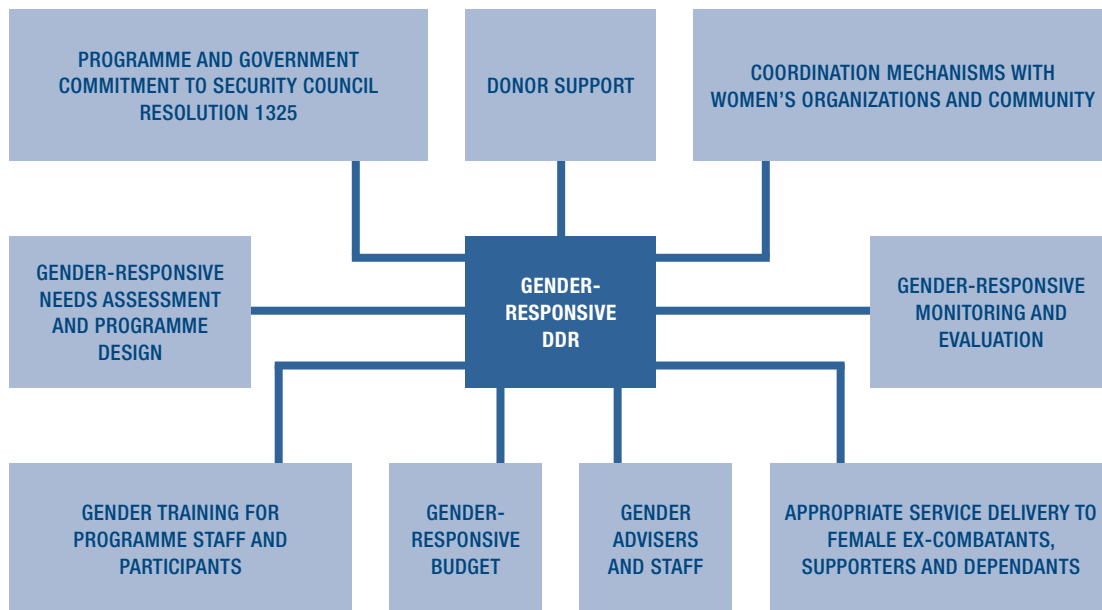 PROGRAMME AND GOVERNMENT
COMMITMENT TO SECURITY COUNCIL
RESOLUTION 1325
DONOR SUPPORT
COORDINATION MECHANISMS WITH
WOMEN’S ORGANIZATIONS AND COMMUNITY
GENDER-RESPONSIVE
NEEDS ASSESSMENT
AND PROGRAMME
DESIGN
GENDER-
RESPONSIVE
DDR
GENDER-RESPONSIVE
MONITORING AND
EVALUATION
GENDER TRAINING FOR
PROGRAMME STAFF AND
PARTICIPANTS
GENDER-
RESPONSIVE
BUDGET
GENDER
ADVISERS
AND STAFF
APPROPRIATE SERVICE DELIVERY TO
FEMALE EX-COMBATANTS,
SUPPORTERS AND DEPENDANTS